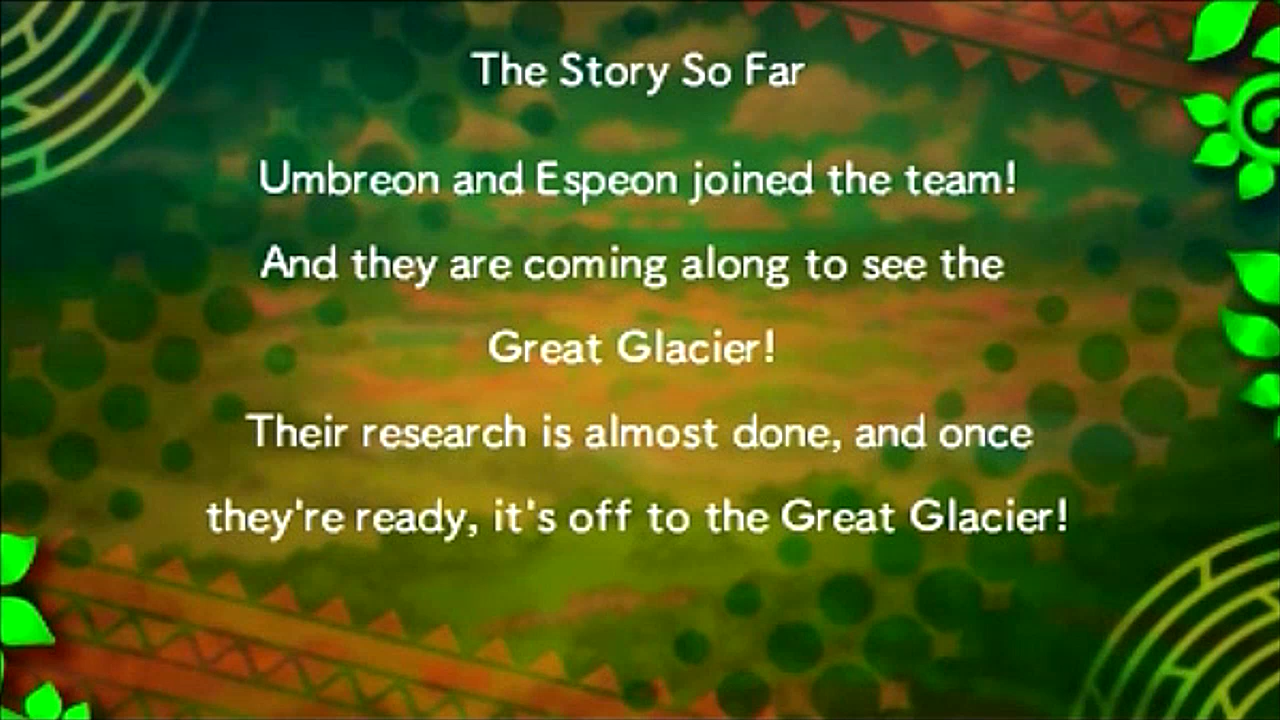 The Story So Far
Umbreon and Espeon joined the team!
And they are coming along to see the
Great Glacier!
Their research is almost done, and once
they're ready, it's off to the Great Glacier!